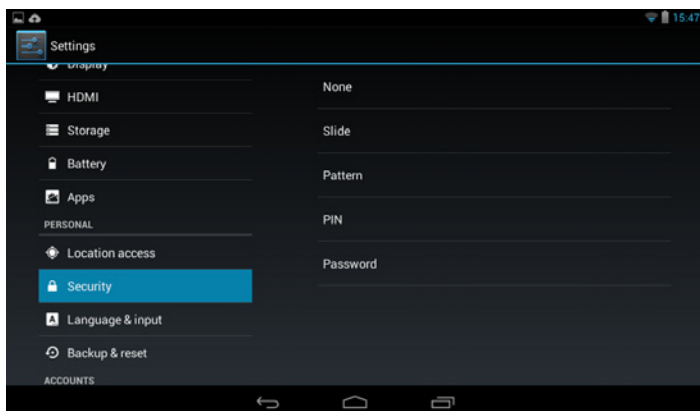 15:47
Settings
Display
HDMI
Storage
Battery
Apps
PERSONAL
Location access
Security
Language & input
Backup & reset
ACCOUNTS
None
Slide
Pattern
PIN
Password